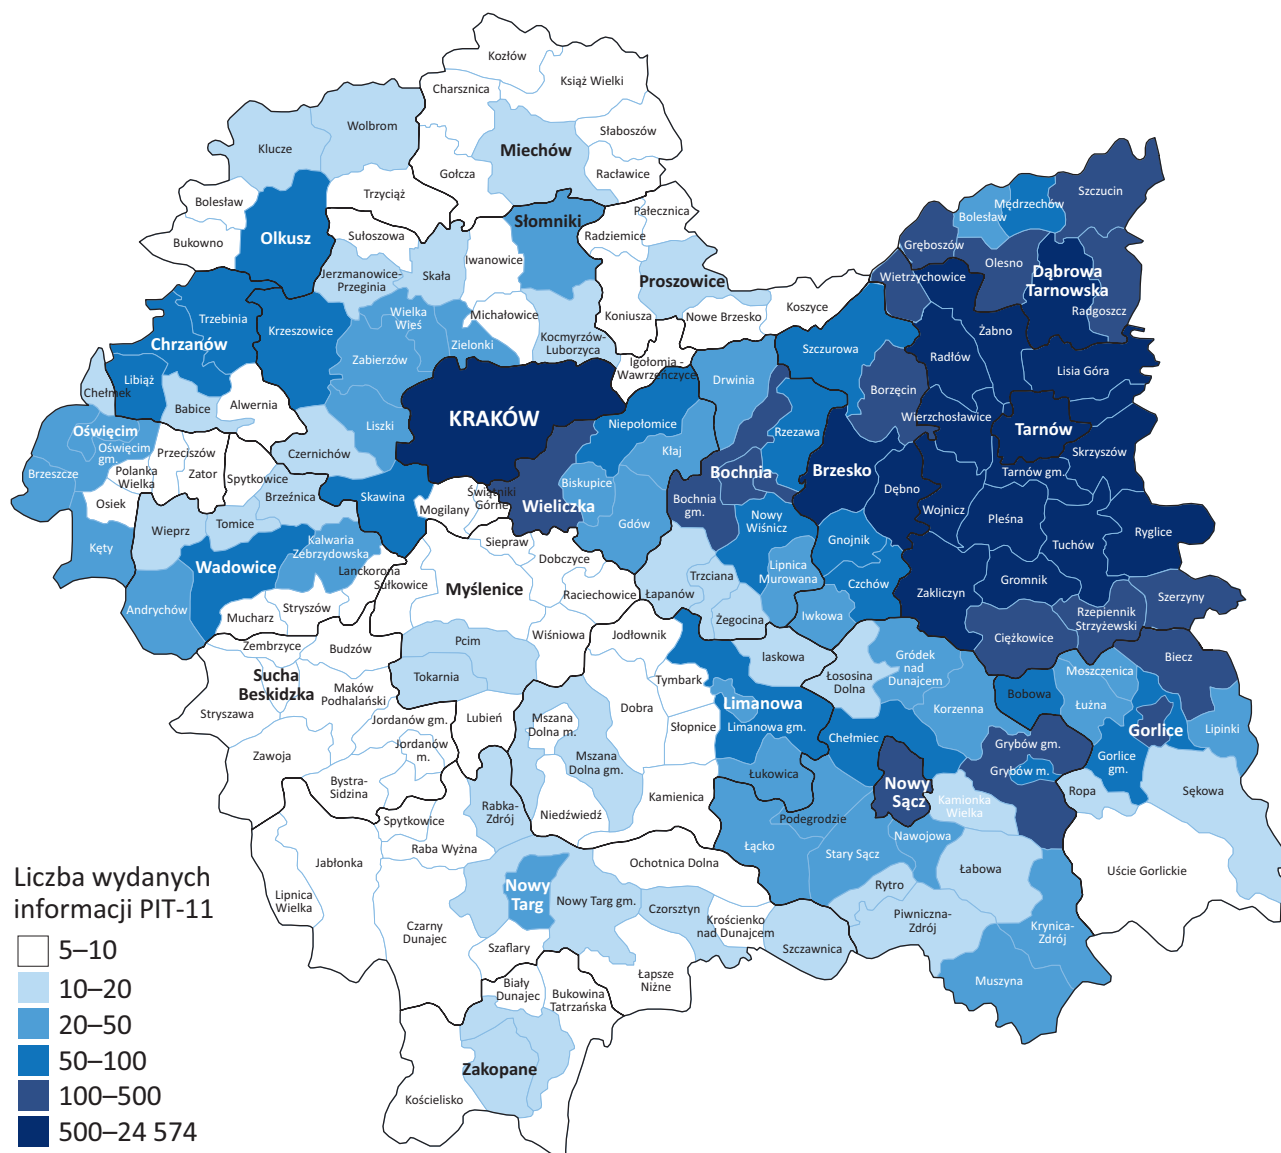 Kozłów
Książ Wielki
Charsznica
Wolbrom
Słaboszów
Klucze
Miechów
Gołcza
Racławice
Szczucin
Trzyciąż
Bolesław
Mędrzechów
Pałecznica
Bolesław
Słomniki
Bukowno
Olkusz
Sułoszowa
Radziemice
Gręboszów
Iwanowice
Olesno
Jerzmanowice-
Przeginia
Skała
Wietrzychowice
Dąbrowa
Tarnowska
Proszowice
Trzebinia
Wielka
Wieś
Michałowice
Koniusza
Nowe Brzesko
Koszyce
Radgoszcz
Krzeszowice
Żabno
Chrzanów
Zabierzów
Zielonki
Kocmyrzów-
Luborzyca
Szczurowa
Radłów
Igołomia -
Wawrzeńczyce
Lisia Góra
Libiąż
Drwinia
Chełmek
Borzęcin
Babice
Alwernia
KRAKÓW
Wierzchosławice
Oświęcim
Liszki
Niepołomice
Rzezawa
Tarnów
Oświęcim
gm.
Przeciszów
Czernichów
Kłaj
Skrzyszów
Brzeszcze
Polanka
Wielka
Zator
Spytkowice
Bochnia
Brzesko
Tarnów gm.
Biskupice
Dębno
Osiek
Brzeźnica
Skawina
Mogilany
Świątniki
Górne
Wieliczka
Bochnia
gm.
Nowy
Wiśnicz
Wojnicz
Pleśna
Wieprz
Tomice
Gdów
Ryglice
Kalwaria
Zebrzydowska
Siepraw
Gnojnik
Tuchów
Kęty
Dobczyce
Wadowice
Lanckorona
Sułkowice
Myślenice
Trzciana
Lipnica
Murowana
Czchów
Gromnik
Zakliczyn
Raciechowice
Łapanów
Szerzyny
Andrychów
Stryszów
Mucharz
Żegocina
Iwkowa
Rzepiennik
Strzyżewski
Ciężkowice
Wiśniowa
Jodłownik
Zembrzyce
Budzów
Pcim
Iaskowa
Gródek
nad
Dunajcem
Biecz
Sucha
Beskidzka
Tokarnia
Tymbark
Łososina
Dolna
Moszczenica
Maków
Podhalański
Bobowa
Stryszawa
Limanowa
Korzenna
Łużna
Jordanów gm.
Lubień
Mszana
Dolna m.
Dobra
Słopnice
Limanowa gm.
Chełmiec
Gorlice
Lipinki
Jordanów
m.
Grybów gm.
Zawoja
Mszana
Dolna gm.
Gorlice
gm.
Grybów m.
Łukowica
Bystra-
Sidzina
Nowy
Sącz
Ropa
Sękowa
Rabka-
Zdrój
Kamienica
Kamionka
Wielka
Spytkowice
Niedźwiedź
Podegrodzie
Nawojowa
Raba Wyżna
Łącko
Stary Sącz
Jabłonka
Ochotnica Dolna
Łabowa
Uście Gorlickie
Nowy
Targ
Rytro
Lipnica
Wielka
Nowy Targ gm.
Czorsztyn
Piwniczna-
Zdrój
Krościenko
nad Dunajcem
Krynica-
Zdrój
Czarny
Dunajec
Szaflary
Szczawnica
Łapsze
Niżne
Muszyna
Biały
Dunajec
Bukowina
Tatrzańska
Zakopane
Kościelisko
Liczba wydanych
informacji PIT-11
5–10
10–20
20–50
50–100
100–500
500–24 574